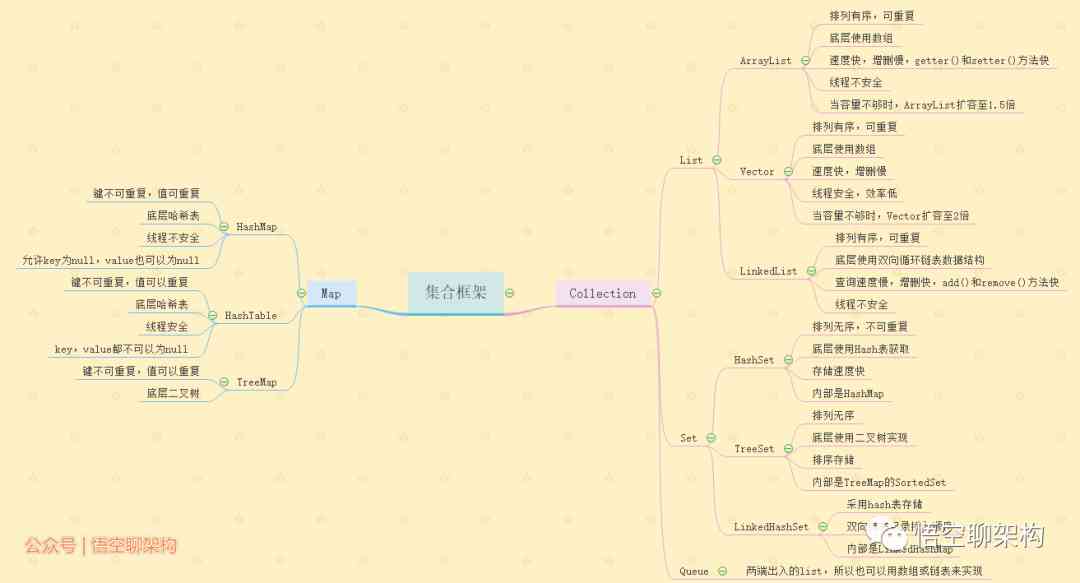 集合框架
Map
HashMap
键不可重复，值可重复
底层哈希表
线程不安全
允许key为null，value也可以为null
HashTable
键不可重复，值可以重复
底层哈希表
线程安全
key，value都不可以为null
TreeMap
键不可重复，值可以重复
底层二叉树
Collection
List
ArrayList
排列有序，可重复
底层使用数组
速度快，增删慢，getter()和setter()方法快
线程不安全
当容量不够时，ArrayList扩容至1.5倍
Vector
排列有序，可重复
底层使用数组
速度快，增删慢
线程安全，效率低
当容量不够时，Vector扩容至2倍
LinkedList
排列有序，可重复
底层使用双向循环链表数据结构
查询速度慢，增删快，add()和remove()方法快
线程不安全
Set
HashSet
排列无序，不可重复
底层使用Hash表获取
存储速度快
内部是HashMap
TreeSet
排列无序
底层使用二叉树实现
排序存储
内部是TreeMap的SortedSet
LinkedHashSet
采用hash表存储
双向
内部是LinkedHashMap
Queue
两端出入的list，所以也可以用数组或链表来实现
公众号 | 悟空聊架构
悟空聊架构